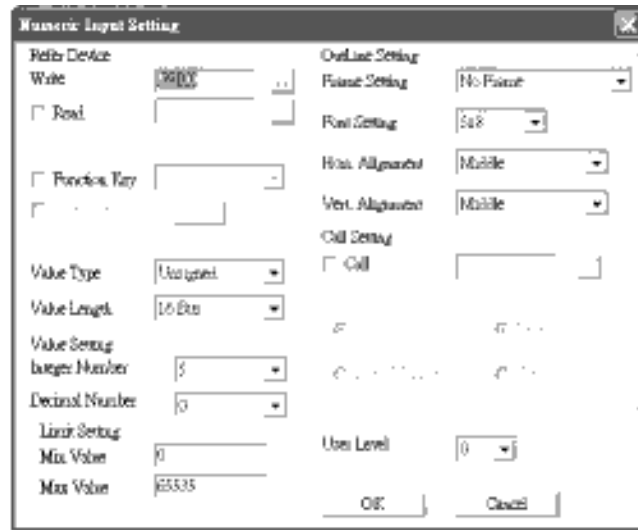 Numeric Input Setting
Refer Device
Write
Read
Function Key
Value Type Unsigned
Value Length 16 Bits
Value Setting
Integer Number 5
Decimal Number 0
Limit Setting
Min Value 0
Max Value 65535
Outline Setting
Frame Setting No Frame
Font Setting 5x8
Hori. Alignment Middle
Vert. Alignment Middle
Call Setting
Call
User Level 0
OK Cancel